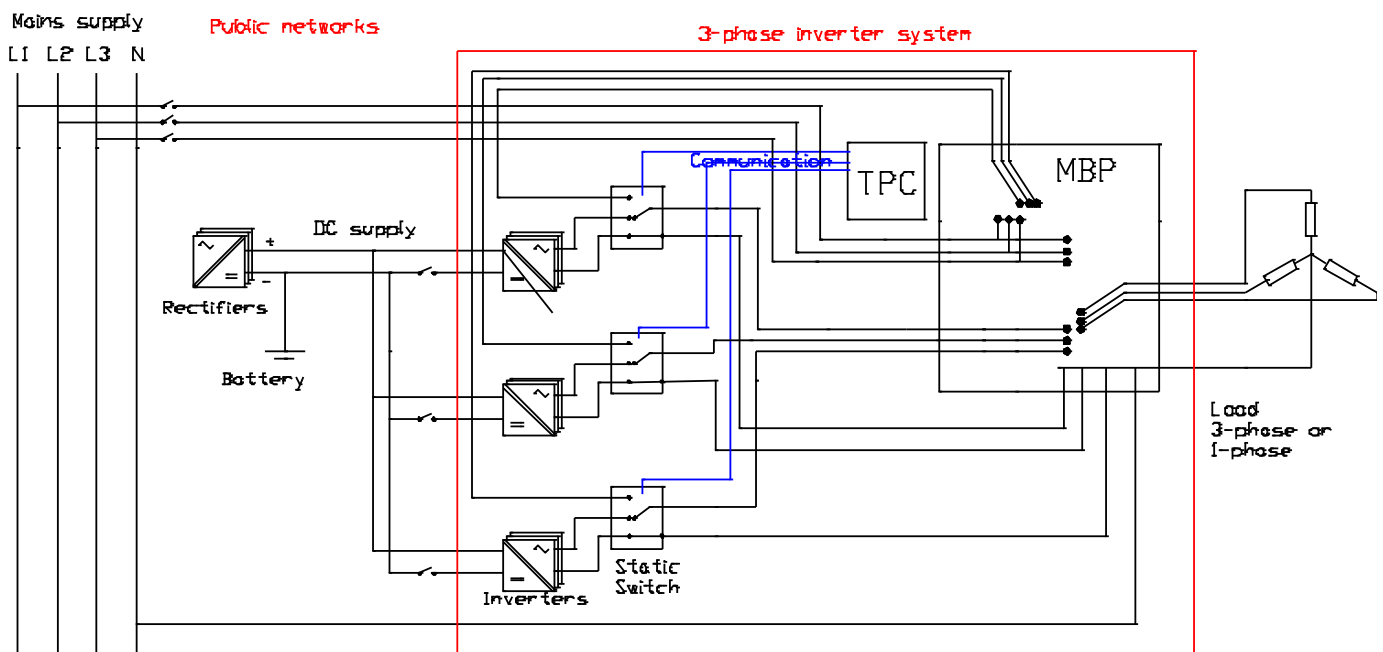 Mains supply
Public networks
3-phase inverter system
L1 L2 L3 N
Communication
TPC
MBP
DC supply
+
-
Rectifiers
Battery
Load
3-phase or
1-phase
Static
Switch
Inverters